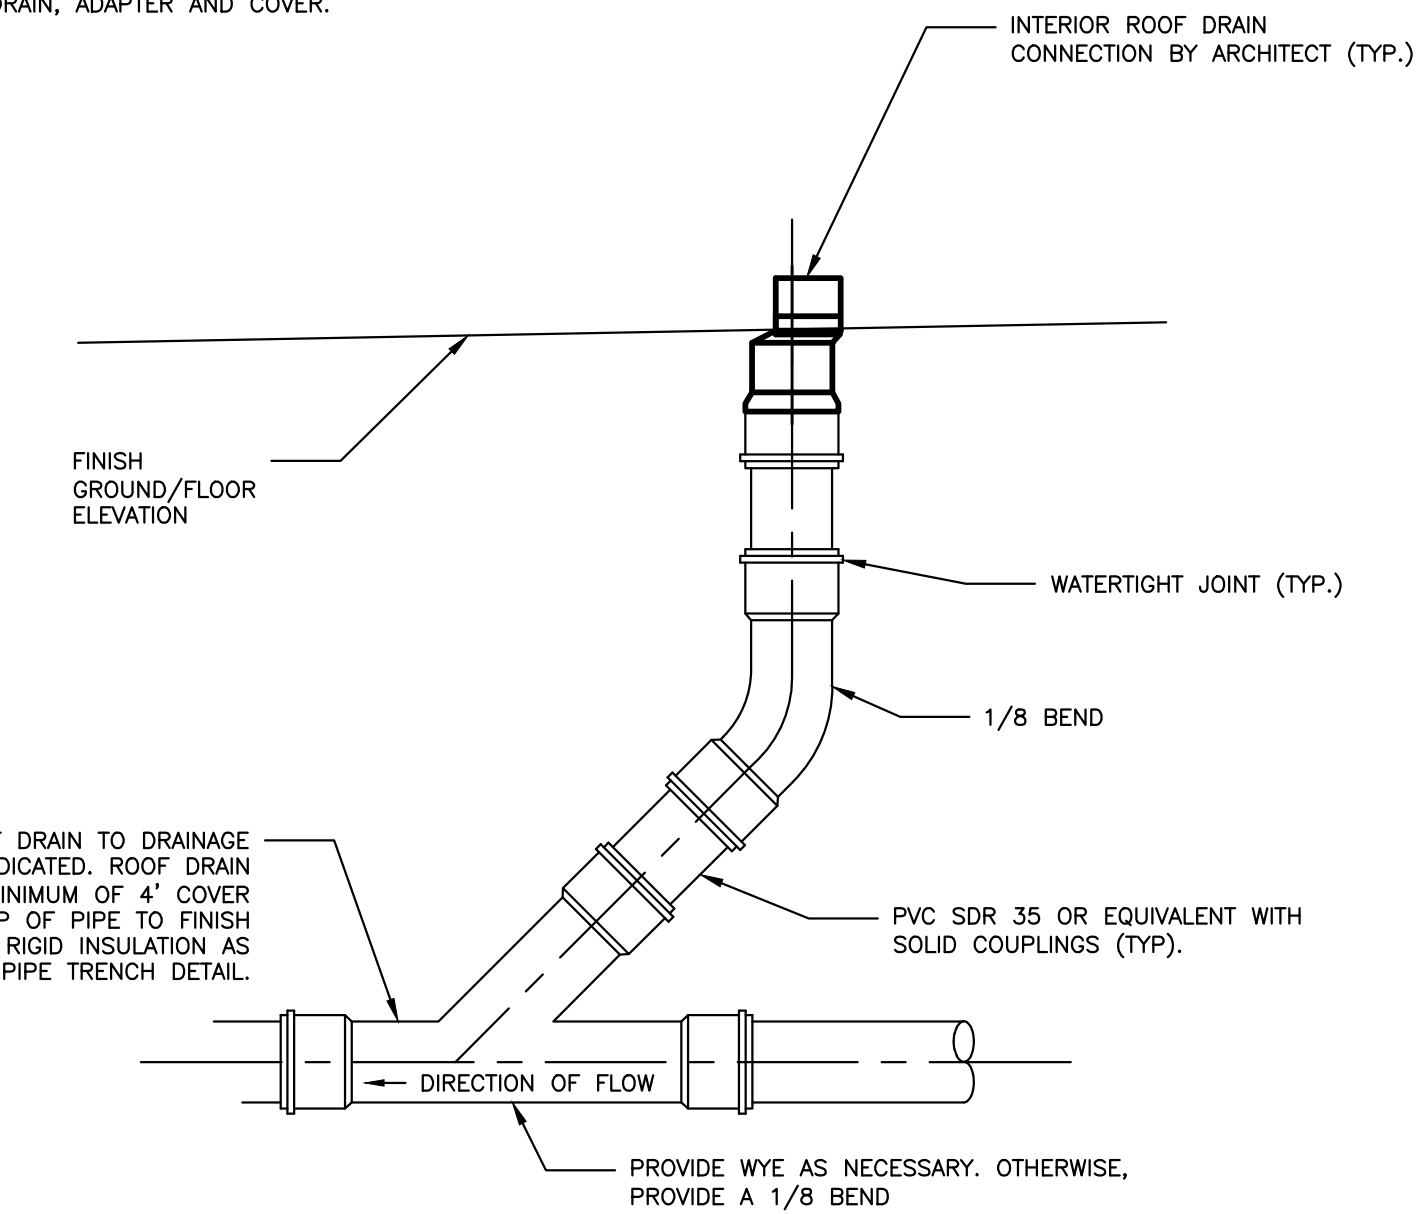 DRAIN, ADAPTER AND COVER.
INTERIOR ROOF DRAIN
CONNECTION BY ARCHITECT (TYP.)
FINISH
GROUND/FLOOR
ELEVATION
WATERTIGHT JOINT (TYP.)
1/8 BEND
DRAIN TO DRAINAGE
ROOF DRAIN
OF 4' COVER
OF PIPE TO FINISH
RIGID INSULATION AS
PIPE TRENCH DETAIL.
PVC SDR 35 OR EQUIVALENT WITH
SOLID COUPLINGS (TYP).
DIRECTION OF FLOW
PROVIDE WYE AS NECESSARY. OTHERWISE,
PROVIDE A 1/8 BEND